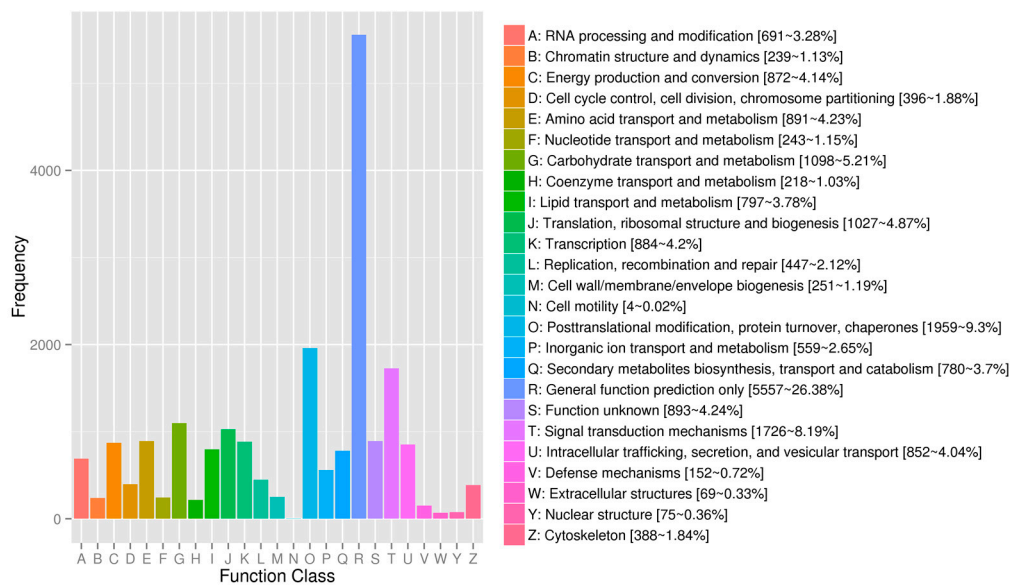 Frequency
4000
2000
0
A B C D E F G H I J K L M N O P Q R S T U V W Y Z
Function Class
A: RNA processing and modification [691~3.28%]
B: Chromatin structure and dynamics [239~1.13%]
C: Energy production and conversion [872~4.14%]
D: Cell cycle control, cell division, chromosome partitioning [396~1.88%]
E: Amino acid transport and metabolism [891~4.23%]
F: Nucleotide transport and metabolism [243~1.15%]
G: Carbohydrate transport and metabolism [1098~5.21%]
H: Coenzyme transport and metabolism [218~1.03%]
I: Lipid transport and metabolism [797~3.78%]
J: Translation, ribosomal structure and biogenesis [1027~4.87%]
K: Transcription [884~4.2%]
L: Replication, recombination and repair [447~2.12%]
M: Cell wall/membrane/envelope biogenesis [251~1.19%]
N: Cell motility [4~0.02%]
O: Posttranslational modification, protein turnover, chaperones [1959~9.3%]
P: Inorganic ion transport and metabolism [559~2.65%]
Q: Secondary metabolites biosynthesis, transport and catabolism [780~3.7%]
R: General function prediction only [5557~26.38%]
S: Function unknown [893~4.24%]
T: Signal transduction mechanisms [1726~8.19%]
U: Intracellular trafficking, secretion, and vesicular transport [852~4.04%]
V: Defense mechanisms [152~0.72%]
W: Extracellular structures [69~0.33%]
Y: Nuclear structure [75~0.36%]
Z: Cytoskeleton [388~1.84%]